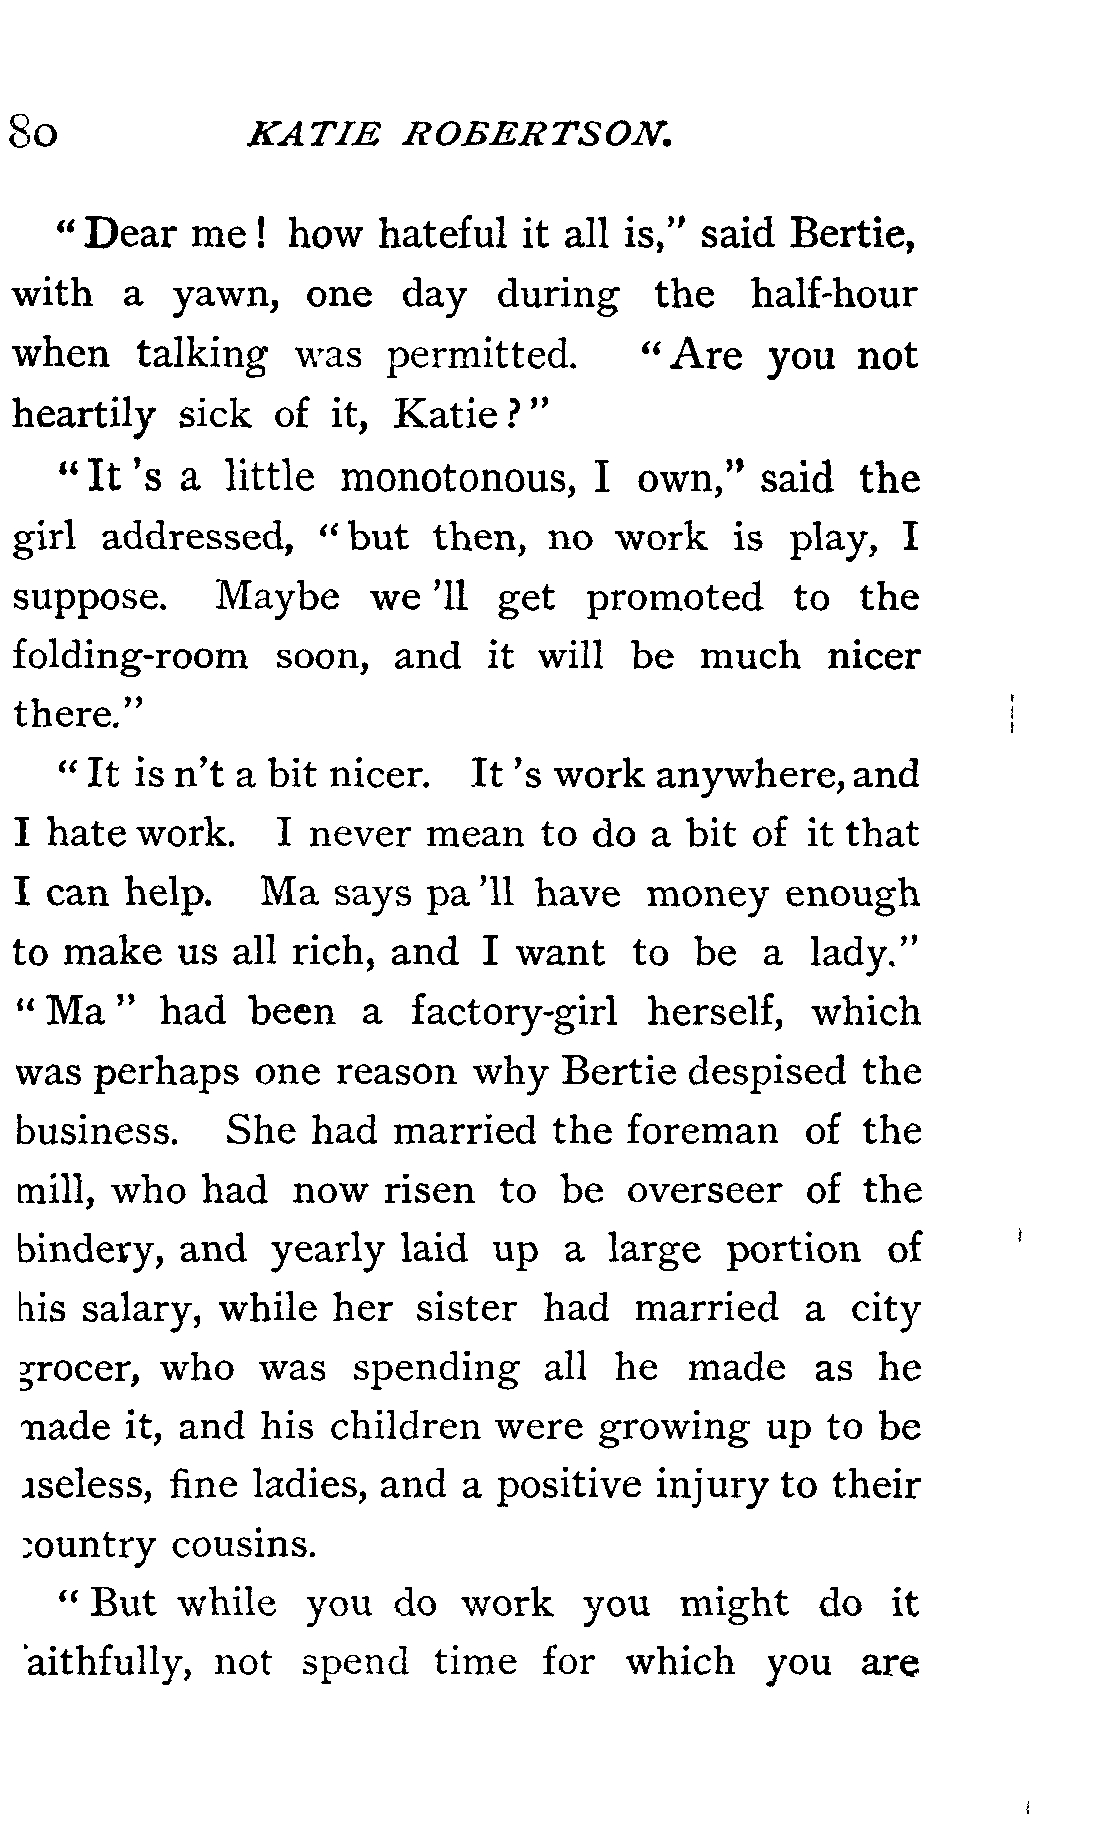 80 KATIE ROBERTSON.
"Dear me! how hateful it all is," said Bertie,
with a yawn, one day during the half-hour
when talking was permitted. "Are you not
heartily sick of it, Katie?"
"It 's a little monotonous, I own," said the
girl addressed, "but then, no work is play, I
suppose. Maybe we 'll get promoted to the
folding-room soon, and it will be much nicer
there."
"It is n't a bit nicer. It 's work anywhere, and
I hate work. I never mean to do a bit of it that
I can help. Ma says pa 'll have money enough
to make us all rich, and I want to be a lady."
"Ma" had been a factory-girl herself, which
was perhaps one reason why Bertie despised the
business. She had married the foreman of the
mill, who had now risen to be overseer of the
bindery, and yearly laid up a large portion of
his salary, while her sister had married a city
grocer, who was spending all he made as he
made it, and his children were growing up to be
useless, fine ladies, and a positive injury to their
country cousins.
"But while you do work you might do it
faithfully, not spend time for which you are